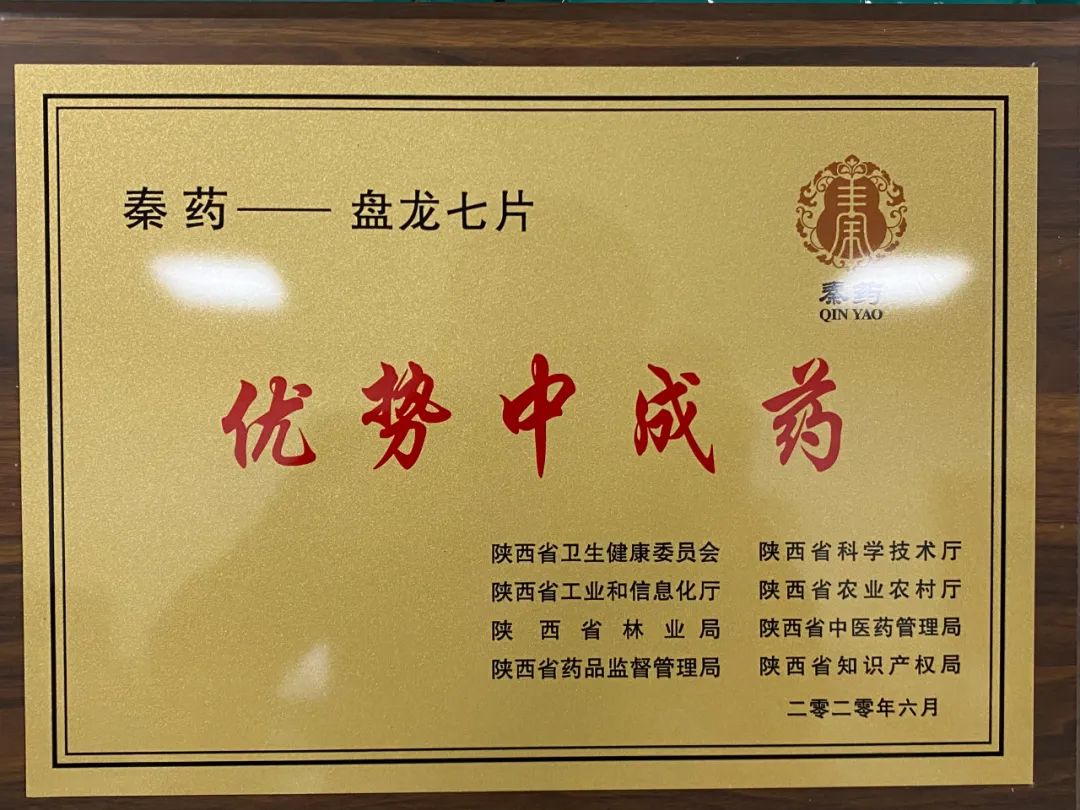 秦药——盘龙七片
秦
秦药
QIN YAO
优势中成药
陕西省卫生健康委员会 陕西省科学技术厅
陕西省工业和信息化厅 陕西省农业农村厅
陕西省林业局 陕西省中医药管理局
陕西省药品监督管理局 陕西省知识产权局
二零二零年六月